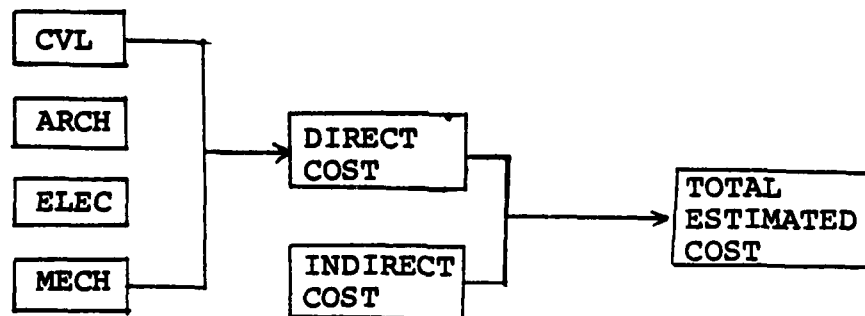 CVL
ARCH
ELEC
MECH
DIRECT
COST
INDIRECT
COST
TOTAL
ESTIMATED
COST